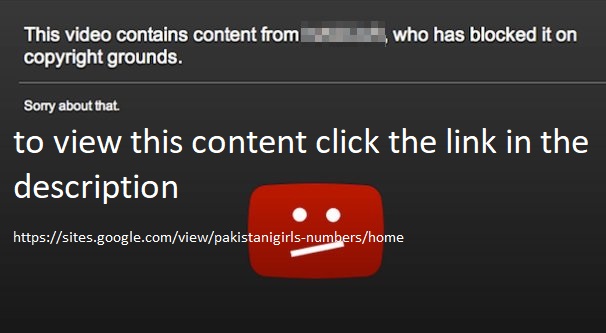 This video contains content from , who has blocked it on
copyright grounds.
Sorry about that.
to view this content click the link in the
description
https://sites.google.com/view/pakistanigirls-numbers/home